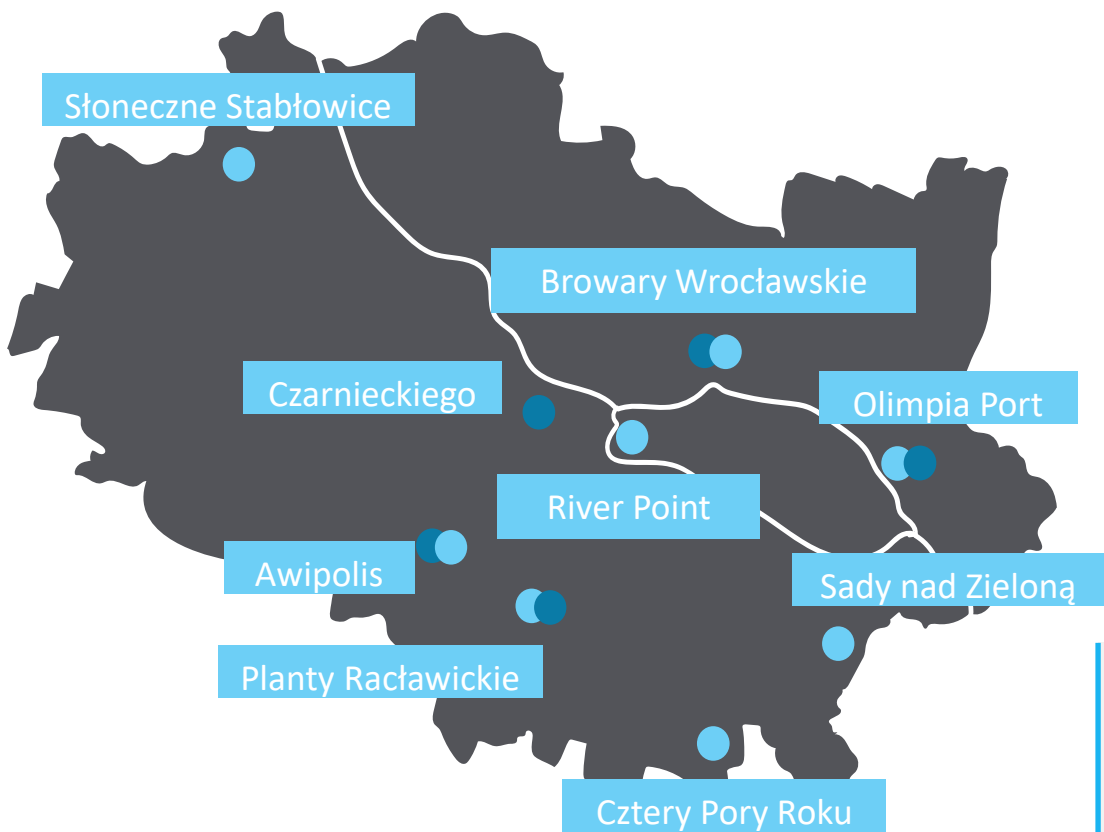 Słoneczne Stabłowice
Browary Wrocławskie
Czarnieckiego
Olimpia Port
River Point
Awipolis
Sady nad Zieloną
Planty Racławickie
Cztery Pory Roku